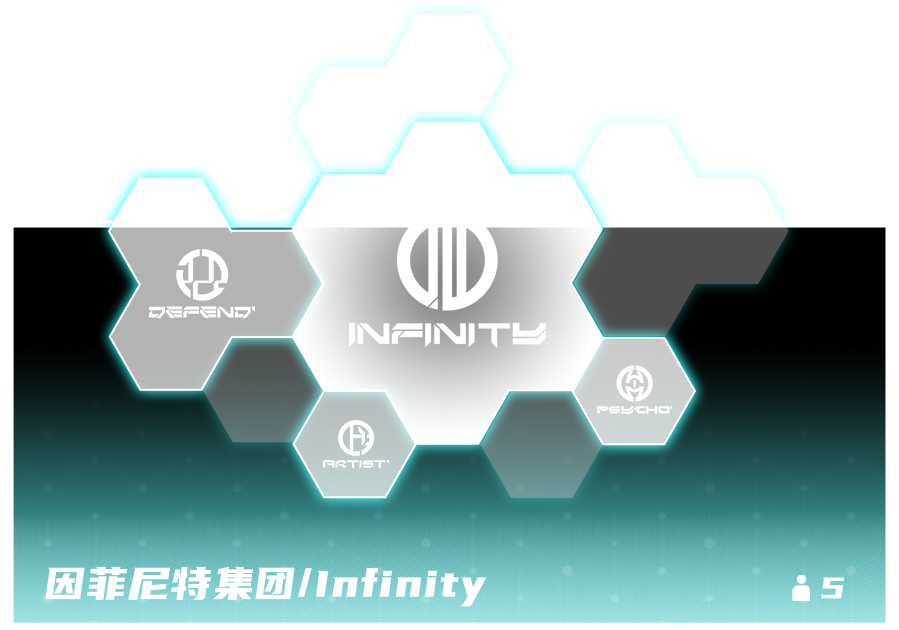 DEFEND'
INFINITY
PSYCHO'
ARTIST'
因菲尼特集团/Infinity
5